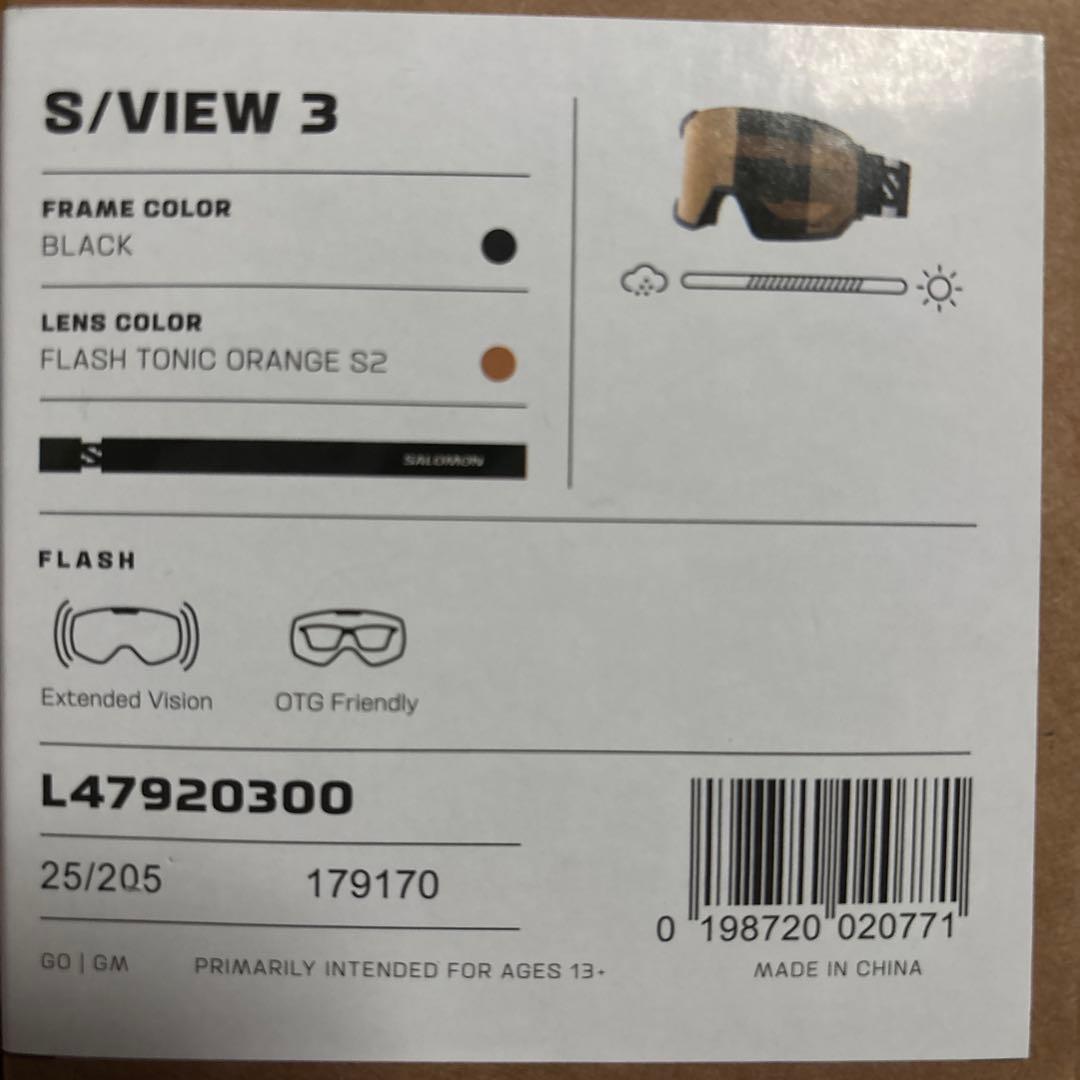 S/VIEW 3
FRAME COLOR
BLACK
LENS COLOR
FLASH TONIC ORANGE S2
SALOMON
FLASH
Extended Vision
OTG Friendly
L47920300
25/205 179170
GO | GM PRIMARILY INTENDED FOR AGES 13+
0 198720 020771
MADE IN CHINA